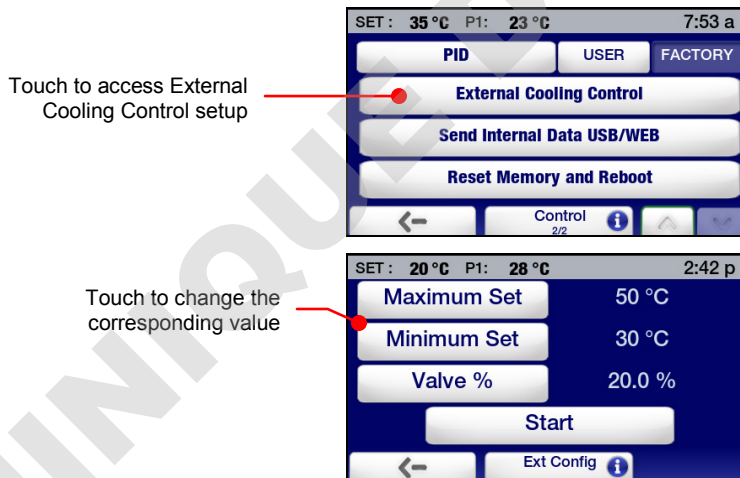 SET : 35 °C P1: 23 °C 7:53 a
PID USER FACTORY
Touch to access External
Cooling Control setup
External Cooling Control
Send Internal Data USB/WEB
Reset Memory and Reboot
Control
2/2
SET : 20 °C P1: 28 °C 2:42 p
Touch to change the
corresponding value
Maximum Set 50 °C
Minimum Set 30 °C
Valve % 20.0 %
Start
Ext Config